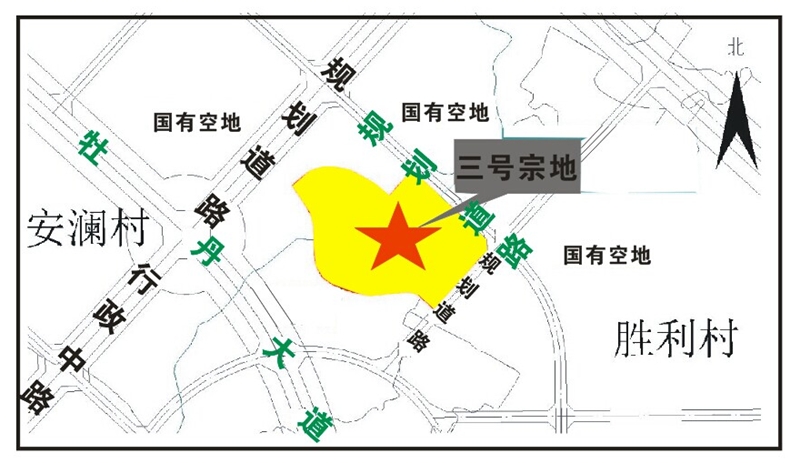 北
规划道路
规划道路
国有空地
国有空地
三号宗地
牡丹大道
安澜村
国有空地
规划道路
行政中路
胜利村